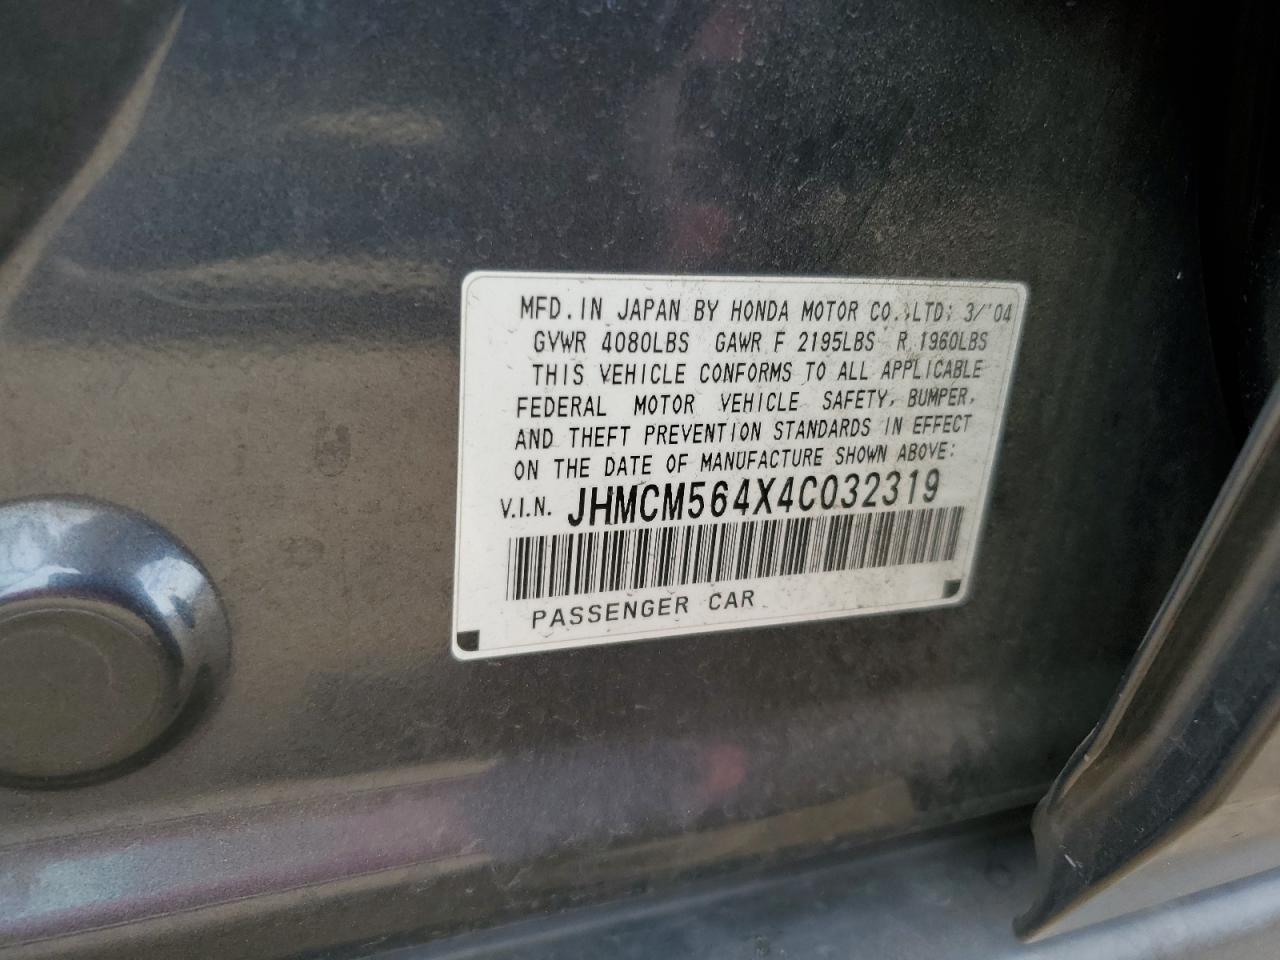 MFD. IN JAPAN BY HONDA MOTOR CO., LTD; 3/'04
GVWR 4080LBS GAWR F 2195LBS R 1960LBS
THIS VEHICLE CONFORMS TO ALL APPLICABLE
FEDERAL MOTOR VEHICLE SAFETY, BUMPER,
AND THEFT PREVENTION STANDARDS IN EFFECT
ON THE DATE OF MANUFACTURE SHOWN ABOVE:
V.I.N. JHMCM564X4C032319
PASSENGER CAR